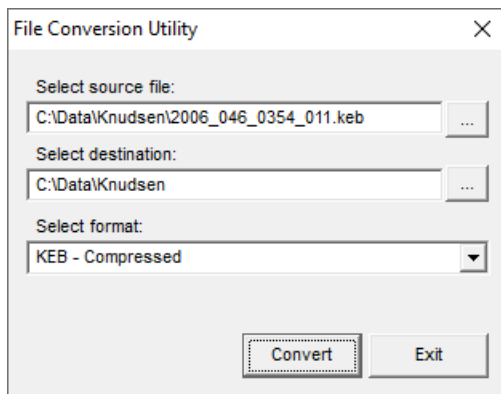 File Conversion Utility
Select source file:
C:\Data\Knudsen\2006_046_0354_011.keb
...
Select destination:
C:\Data\Knudsen
...
Select format:
KEB - Compressed
Convert Exit